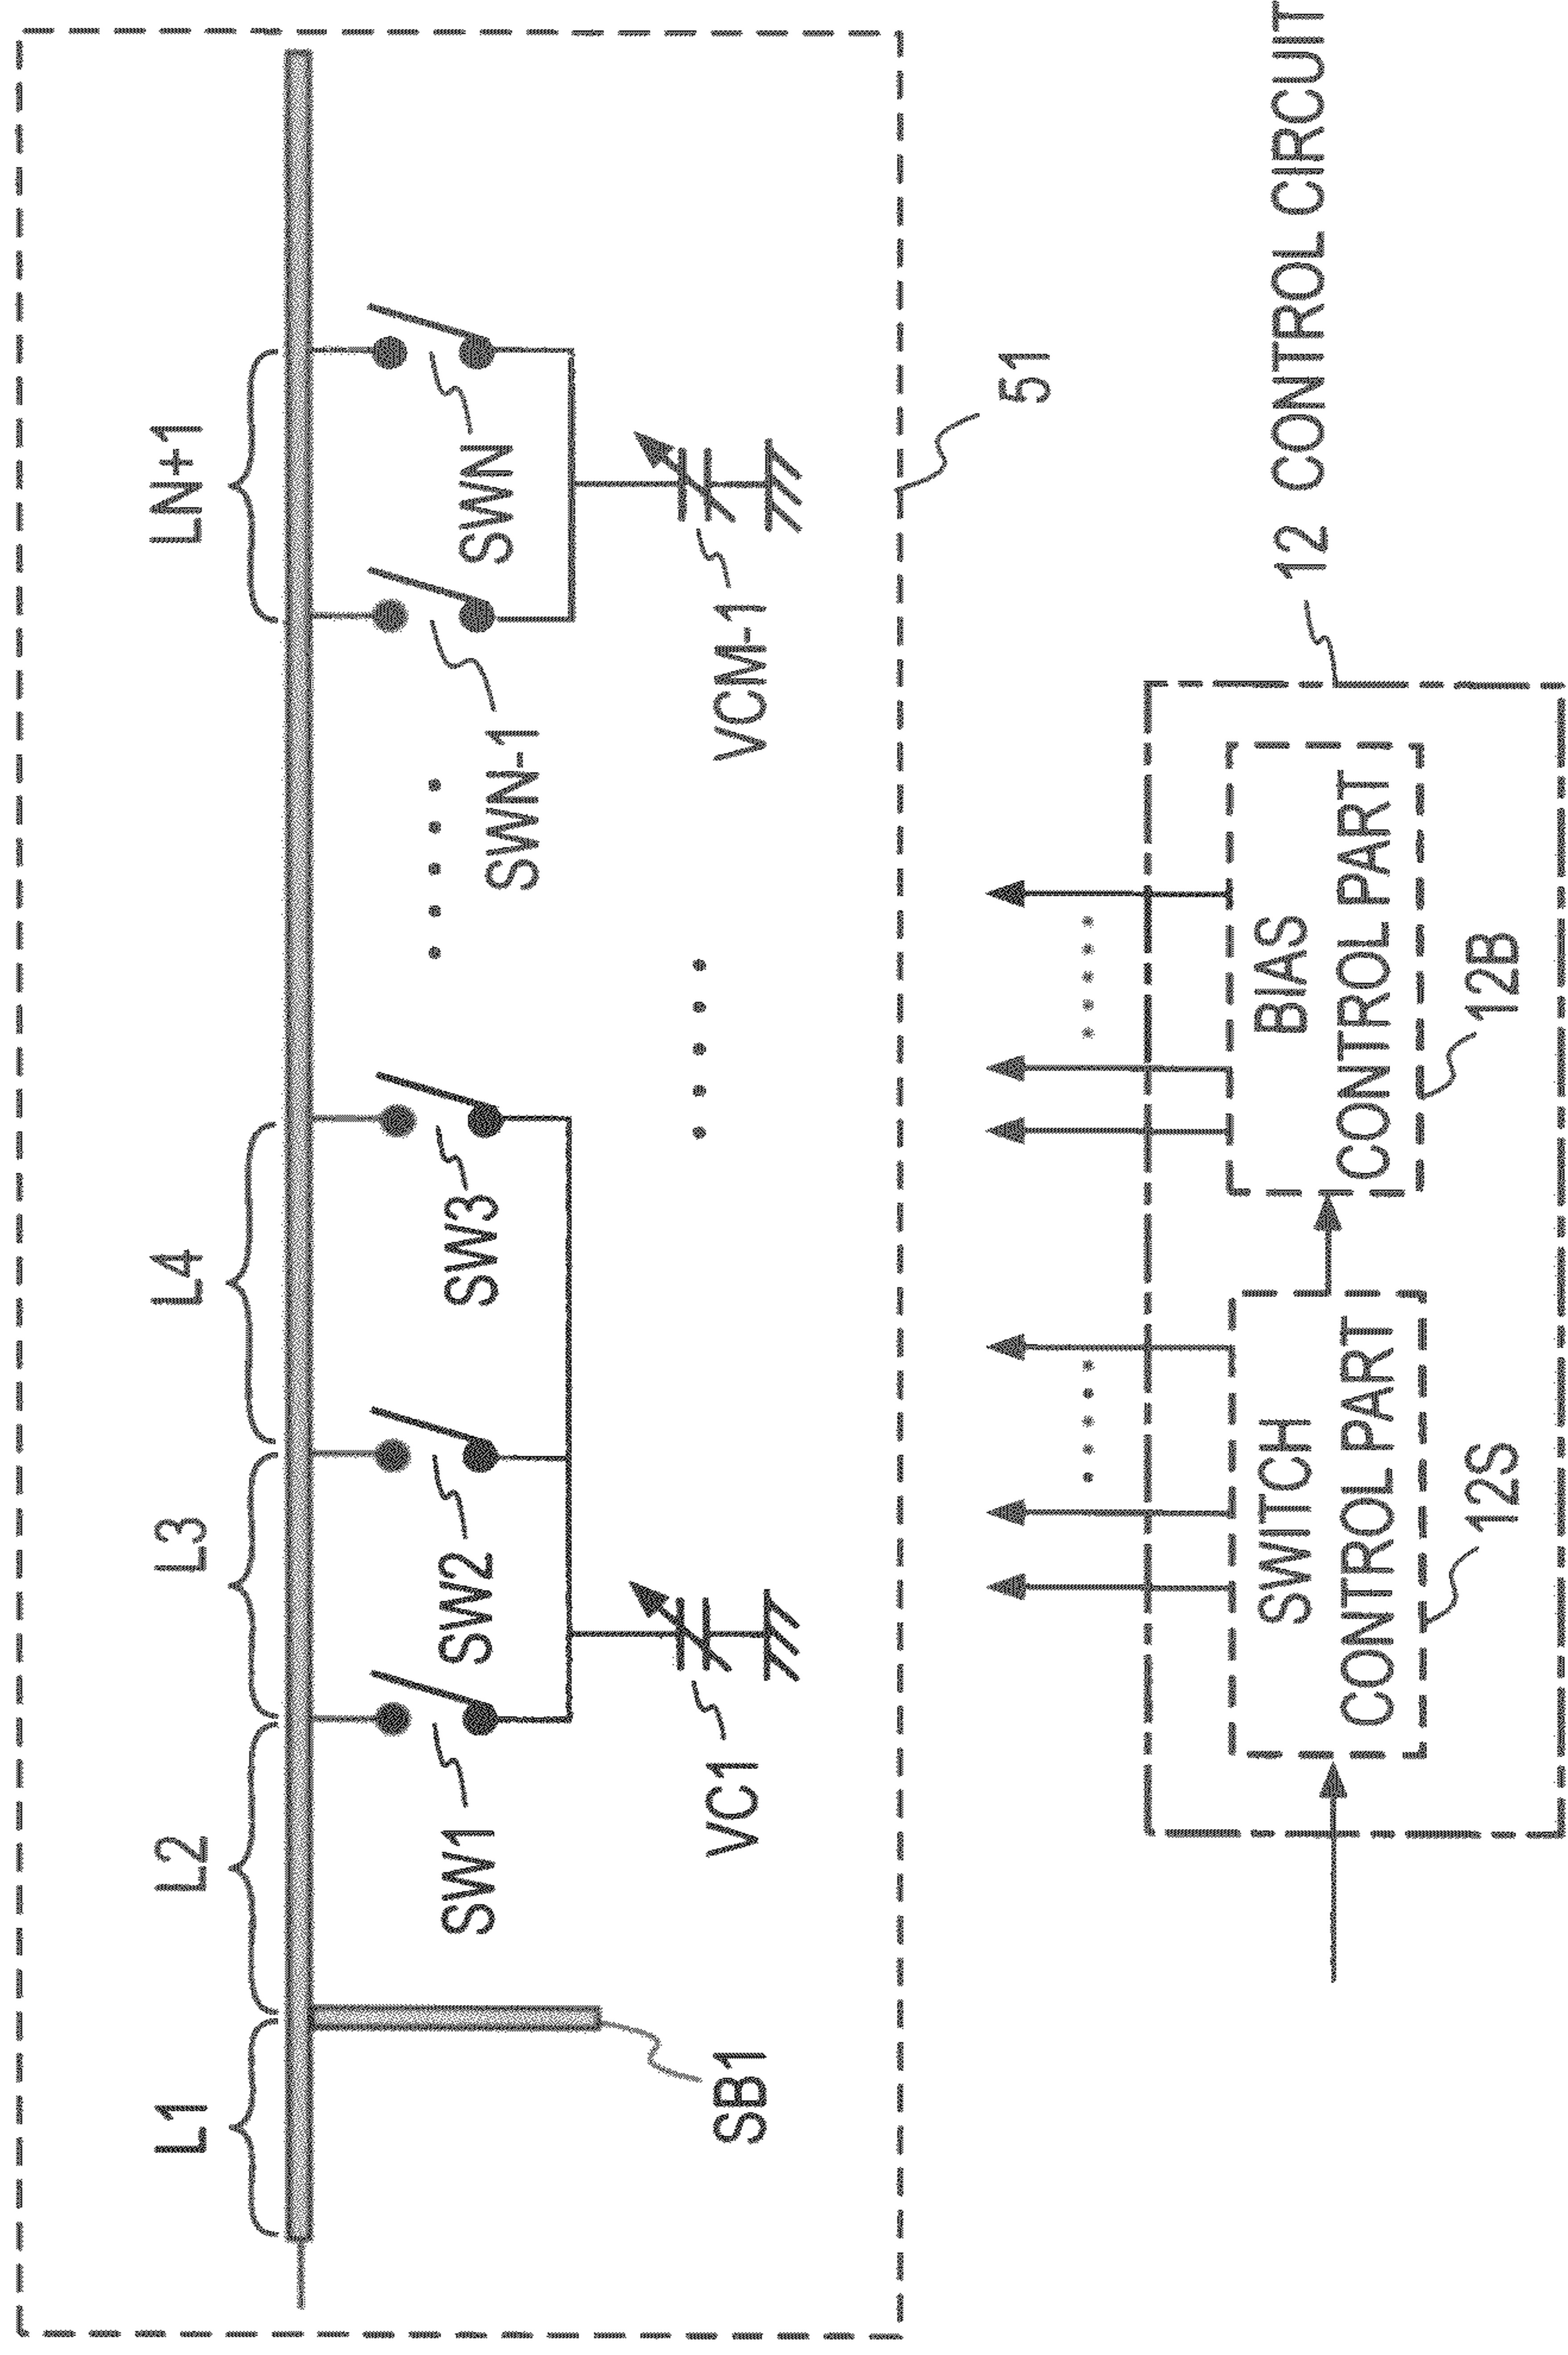 L1
L2
L3
L4
LN+1
SB1
SW1
SW2
SW3
SWN-1
SWN
VC1
VCM-1
51
12 CONTROL CIRCUIT
SWITCH
CONTROL PART
12S
BIAS
CONTROL PART
12B